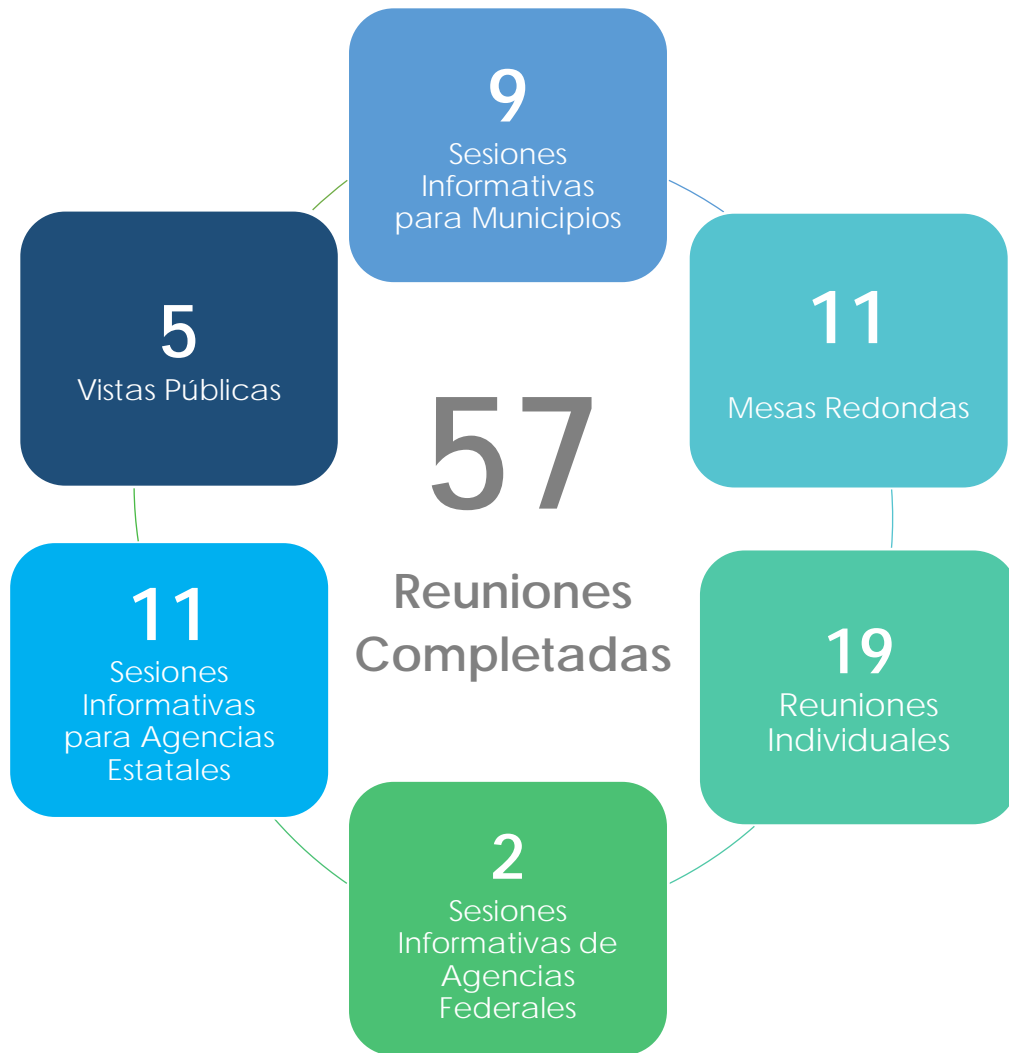 9
Sesiones
Informativas
para Municipios
11
Mesas Redondas
19
Reuniones
Individuales
2
Sesiones
Informativas de
Agencias
Federales
11
Sesiones
Informativas
para Agencias
Estatales
5
Vistas Públicas
57
Reuniones
Completadas